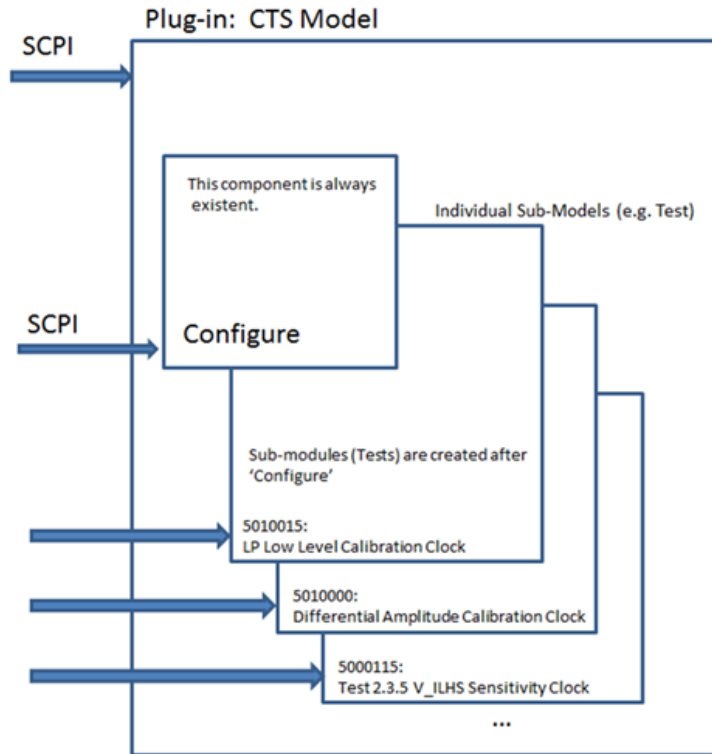 Plug-in: CTS Model
SCPI
This component is always
existent.
Individual Sub-Models (e.g. Test)
SCPI
Configure
Sub-modules (Tests) are created after
‘Configure’
5010015:
LP Low Level Calibration Clock
5010000:
Differential Amplitude Calibration Clock
5000115:
Test 2.3.5 V_ILHS Sensitivity Clock
...